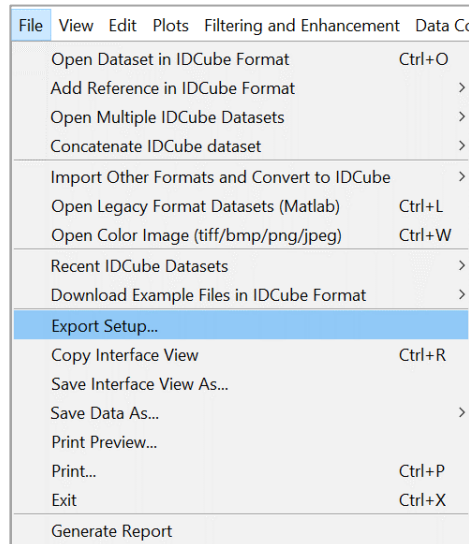 File View Edit Plots Filtering and Enhancement Data
Open Dataset in IDCube Format Ctrl+O
Add Reference in IDCube Format >
Open Multiple IDCube Datasets >
Concatenate IDCube dataset >
Import Other Formats and Convert to IDCube >
Open Legacy Format Datasets (Matlab) Ctrl+L
Open Color Image (tiff/bmp/png/jpeg) Ctrl+W
Recent IDCube Datasets >
Download Example Files in IDCube Format >
Export Setup...
Copy Interface View Ctrl+R
Save Interface View As...
Save Data As... >
Print Preview...
Print... Ctrl+P
Exit Ctrl+X
Generate Report